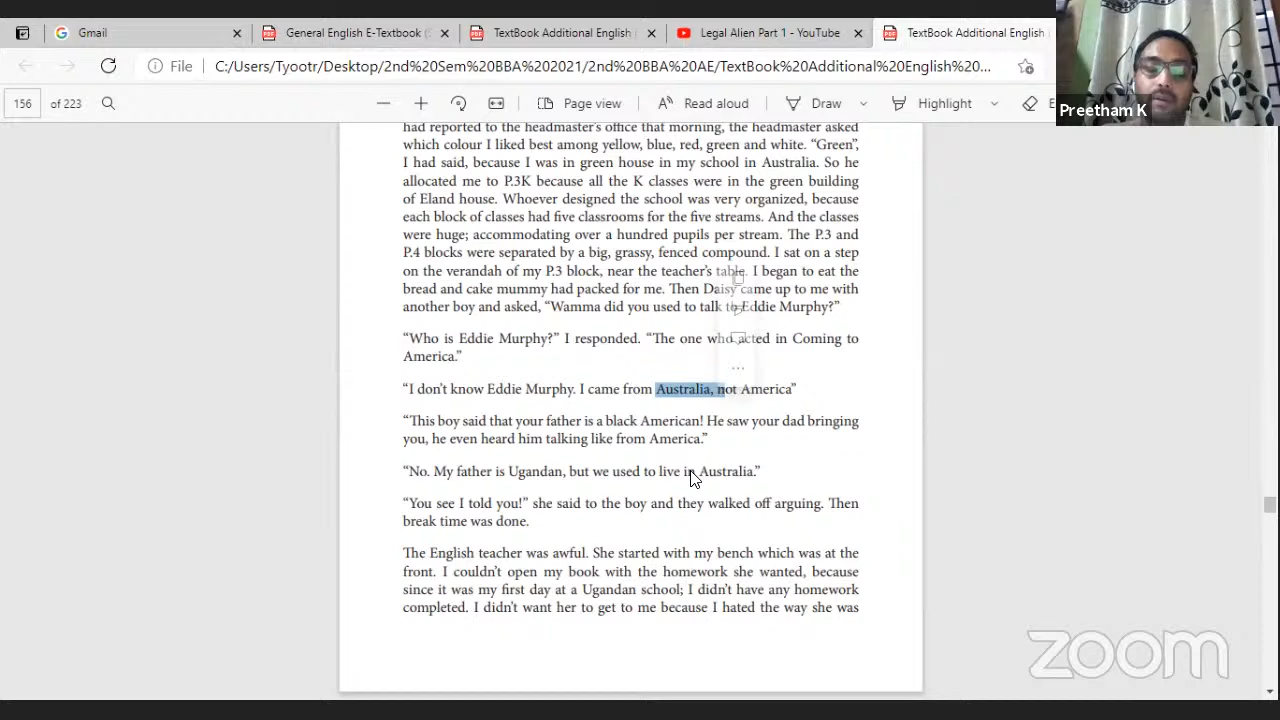 Gmail
General English E-Textbook (
TextBook Additional English
Legal Alien Part 1 - YouTube
TextBook Additional English
File
C:/Users/Tyootr/Desktop/2nd%20Sem%20BBA%202021/2nd%20BBA%20AE/TextBook%20Additional%20English%20...
156 of 223
Page view
Read aloud
Draw
Highlight
Preetham K
had reported to the headmaster's office that morning, the headmaster asked
which colour I liked best among yellow, blue, red, green and white. “Green”,
I had said, because I was in green house in my school in Australia. So he
allocated me to P.3K because all the K classes were in the green building
of Eland house. Whoever designed the school was very organized, because
each block of classes had five classrooms for the five streams. And the classes
were huge; accommodating over a hundred pupils per stream. The P.3 and
P.4 blocks were separated by a big, grassy, fenced compound. I sat on a step
on the verandah of my P.3 block, near the teacher's table. I began to eat the
bread and cake mummy had packed for me. Then Daisy came up to me with
another boy and asked, “Wamma did you used to talk to Eddie Murphy?”
“Who is Eddie Murphy?” I responded. “The one who acted in Coming to
America.”
“I don't know Eddie Murphy. I came from Australia, not America”
“This boy said that your father is a black American! He saw your dad bringing
you, he even heard him talking like from America.”
“No. My father is Ugandan, but we used to live in Australia.”
“You see I told you!” she said to the boy and they walked off arguing. Then
break time was done.
The English teacher was awful. She started with my bench which was at the
front. I couldn't open my book with the homework she wanted, because
since it was my first day at a Ugandan school; I didn't have any homework
completed. I didn't want her to get to me because I hated the way she was
zoom